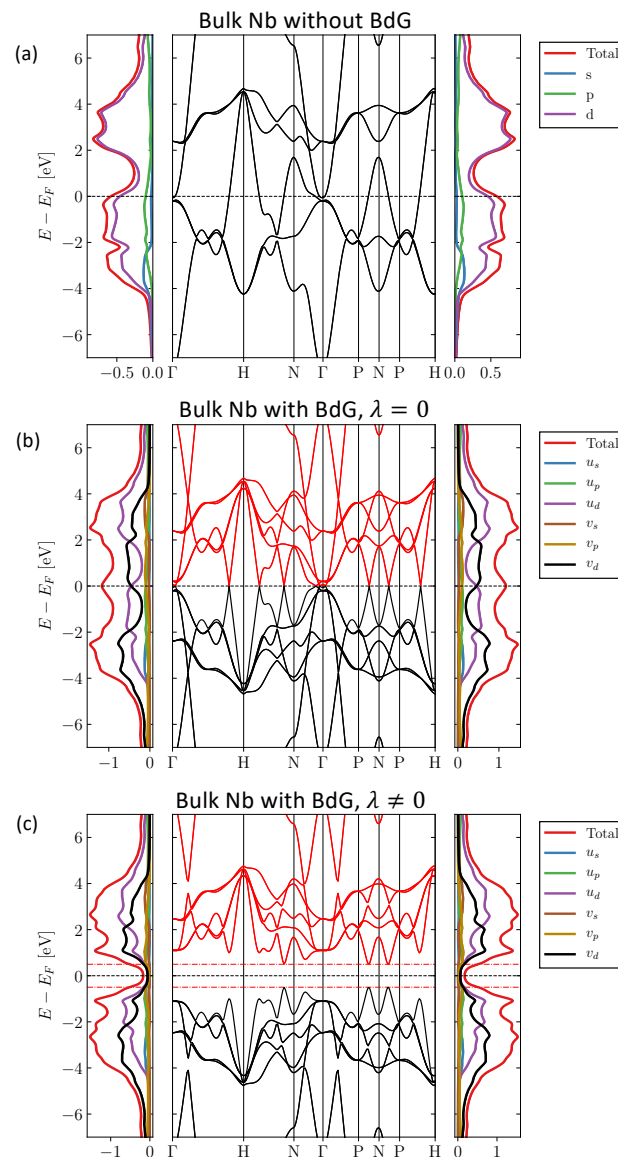 Bulk Nb without BdG
(a)
6
4
2
0
−2
−4
−6
E − E_F [eV]
−0.5 0.0
Γ H N Γ P N P H
0.0 0.5
Total
s
p
d
Bulk Nb with BdG, λ = 0
(b)
6
4
2
0
−2
−4
−6
E − E_F [eV]
−1 0
Γ H N Γ P N P H
0 1
Total
u_s
u_p
u_d
v_s
v_p
v_d
Bulk Nb with BdG, λ ≠ 0
(c)
6
4
2
0
−2
−4
−6
E − E_F [eV]
−1 0
Γ H N Γ P N P H
0 1
Total
u_s
u_p
u_d
v_s
v_p
v_d